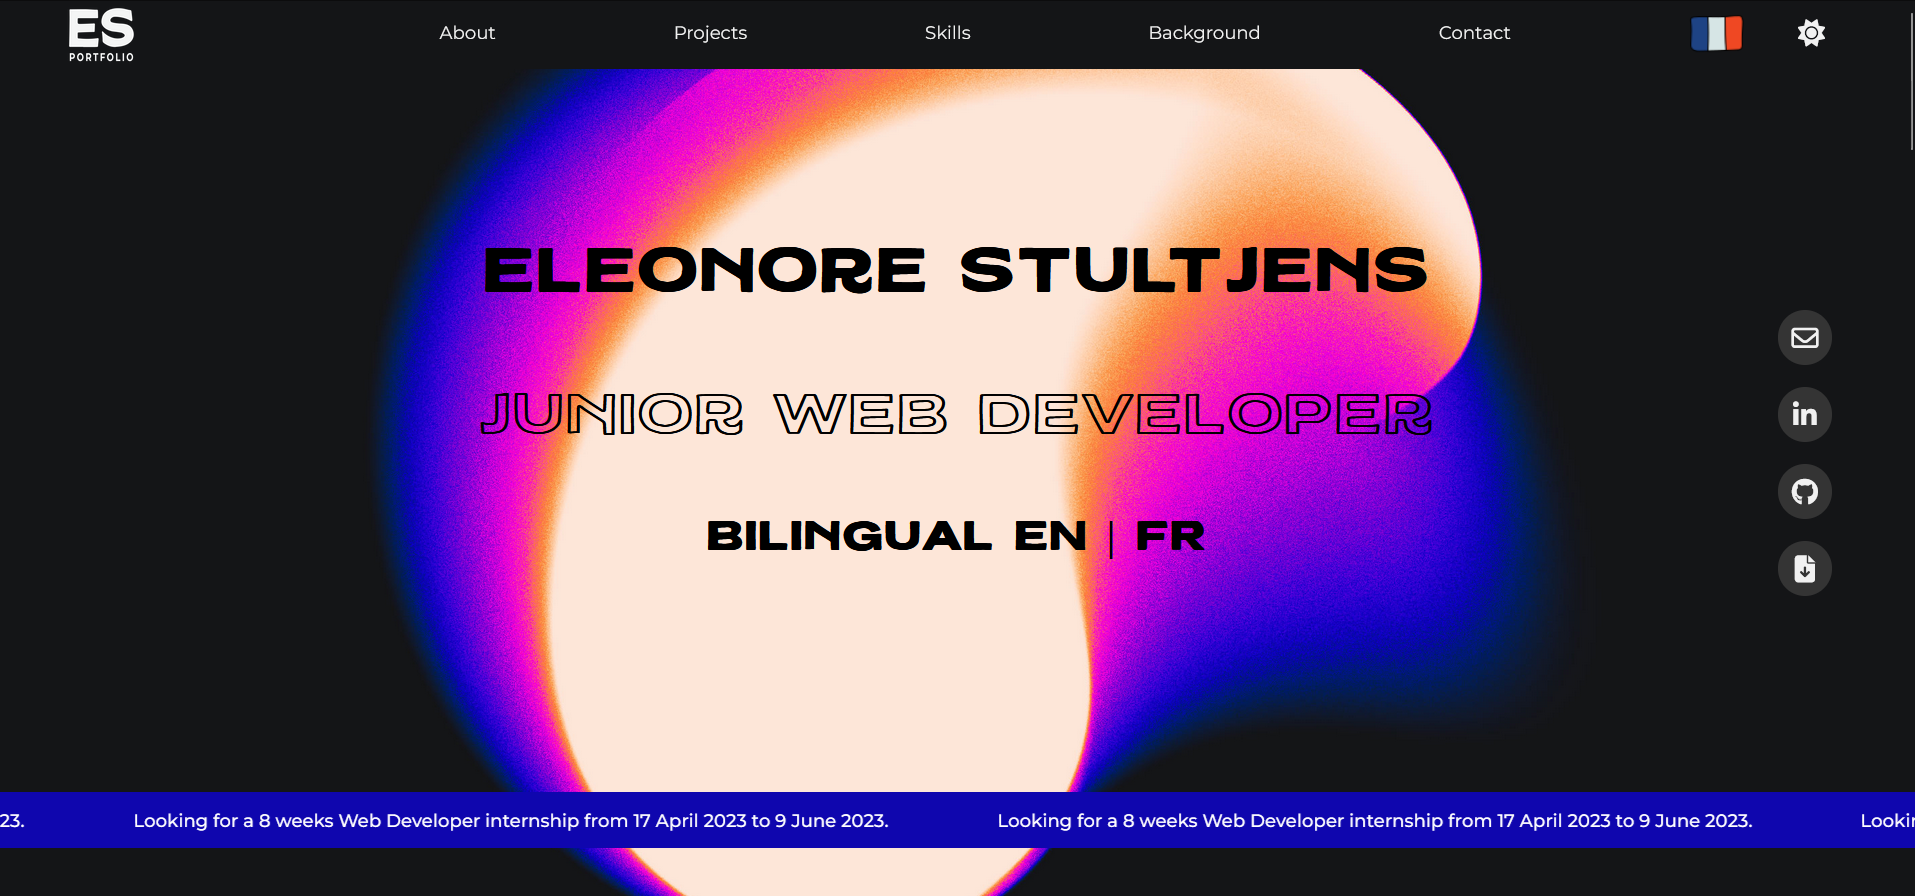 ES
PORTFOLIO
About Projects Skills Background Contact
ELEONORE STULTJENS
JUNIOR WEB DEVELOPER
BILINGUAL EN | FR
in
23. Looking for a 8 weeks Web Developer internship from 17 April 2023 to 9 June 2023. Looking for a 8 weeks Web Developer internship from 17 April 2023 to 9 June 2023.